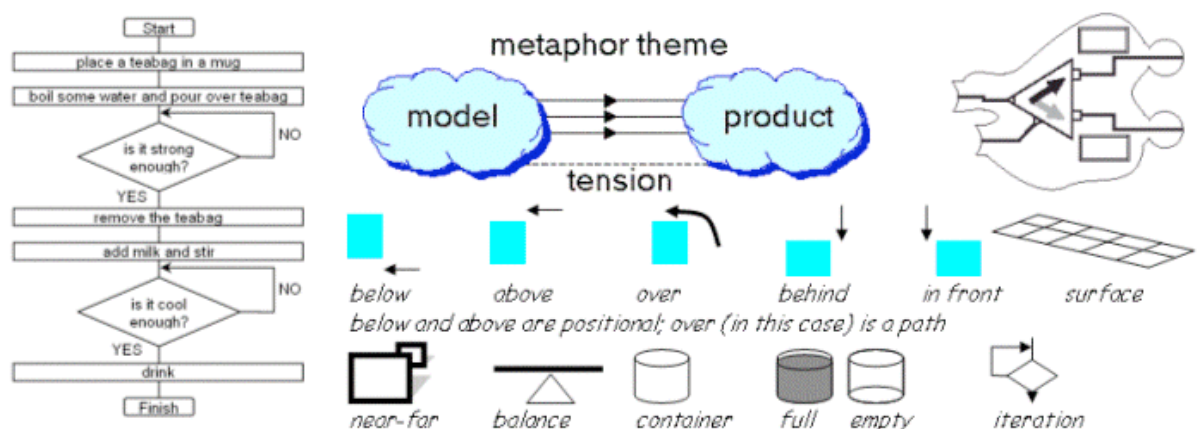 Start
place a teabag in a mug
boil some water and pour over teabag
is it strong
enough?
NO
YES
remove the teabag
add milk and stir
is it cool
enough?
NO
YES
drink
Finish
metaphor theme
model
product
tension
below
above
over
behind
in front
surface
below and above are positional; over (in this case) is a path
near-far
balance
container
full
empty
iteration